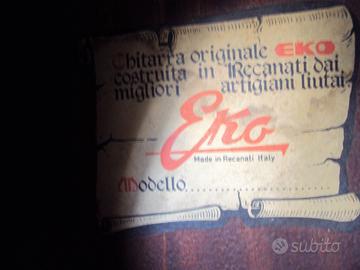 Chitarra originale EKO
costruita in Recanati dai
migliori artigiani liutai
Eko
Made in Recanati Italy
Modello
subito